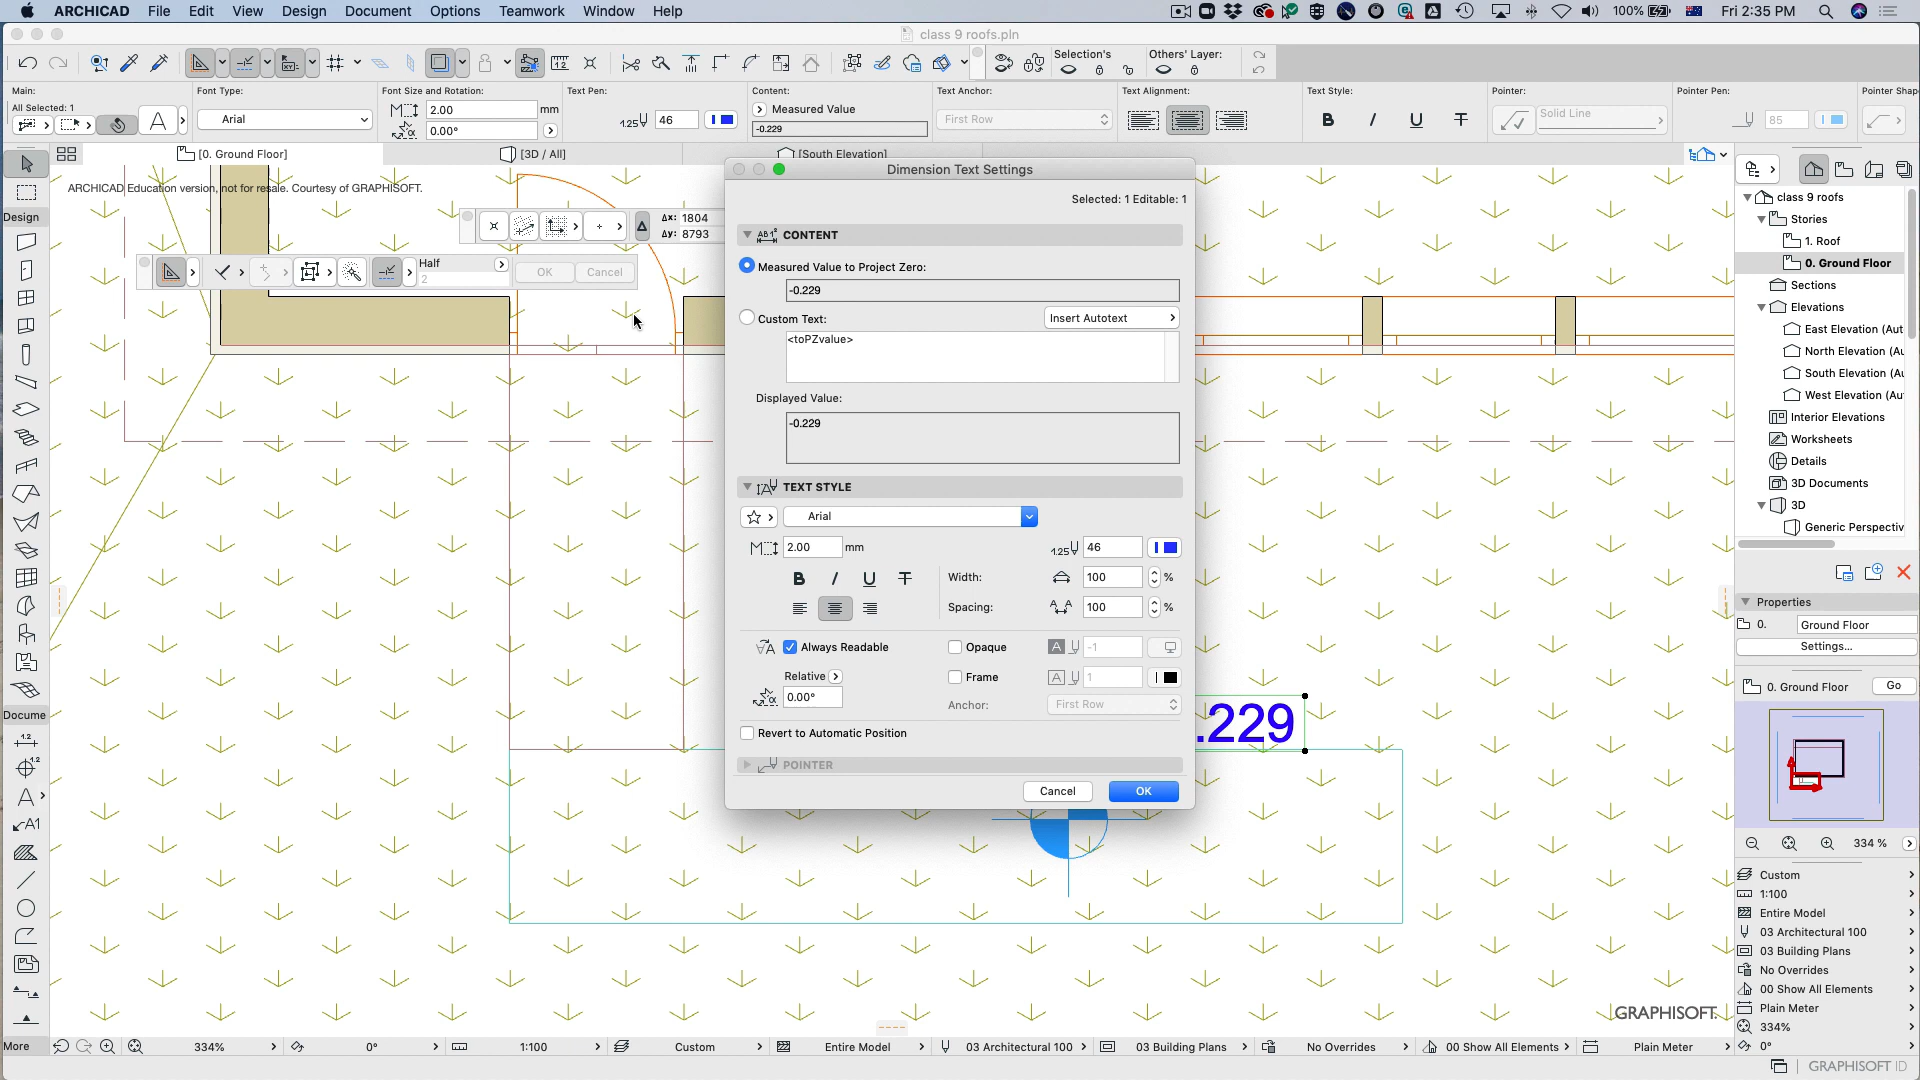 ARCHICAD File Edit View Design Document Options Teamwork Window Help
100% Fri 2:35 PM
class 9 roofs.pln
Selection's
Others' Layer:
Main:
Font Type:
Font Size and Rotation:
Text Pen:
Content:
Text Anchor:
Text Alignment:
Text Style:
Pointer:
Pointer Pen:
Pointer Shap
All Selected: 1
Arial
2.00 mm
0.00°
1.25
46
Measured Value
-0.229
First Row
B I U T
Solid Line
85
[0. Ground Floor]
[3D / All]
[South Elevation]
ARCHICAD Education version, not for resale. Courtesy of GRAPHISOFT.
Δx: 1804
Δy: 8793
Half
2
OK
Cancel
Design
Docume
More
Dimension Text Settings
Selected: 1 Editable: 1
CONTENT
Measured Value to Project Zero:
-0.229
Custom Text:
Insert Autotext
<toPZvalue>
Displayed Value:
-0.229
TEXT STYLE
Arial
2.00 mm
1.25
46
B I U T
Width:
100 %
Spacing:
100 %
Always Readable
Opaque
-1
Relative
Frame
1
0.00°
Anchor:
First Row
Revert to Automatic Position
POINTER
Cancel
OK
.229
class 9 roofs
Stories
1. Roof
0. Ground Floor
Sections
Elevations
East Elevation (Aut
North Elevation (Au
South Elevation (Au
West Elevation (Au
Interior Elevations
Worksheets
Details
3D Documents
3D
Generic Perspectiv
Properties
0. Ground Floor
Settings...
0. Ground Floor
Go
334 %
Custom
1:100
Entire Model
03 Architectural 100
03 Building Plans
No Overrides
00 Show All Elements
Plain Meter
334%
0°
GRAPHISOFT.
334% 0° 1:100 Custom Entire Model 03 Architectural 100 03 Building Plans No Overrides 00 Show All Elements Plain Meter
GRAPHISOFT ID